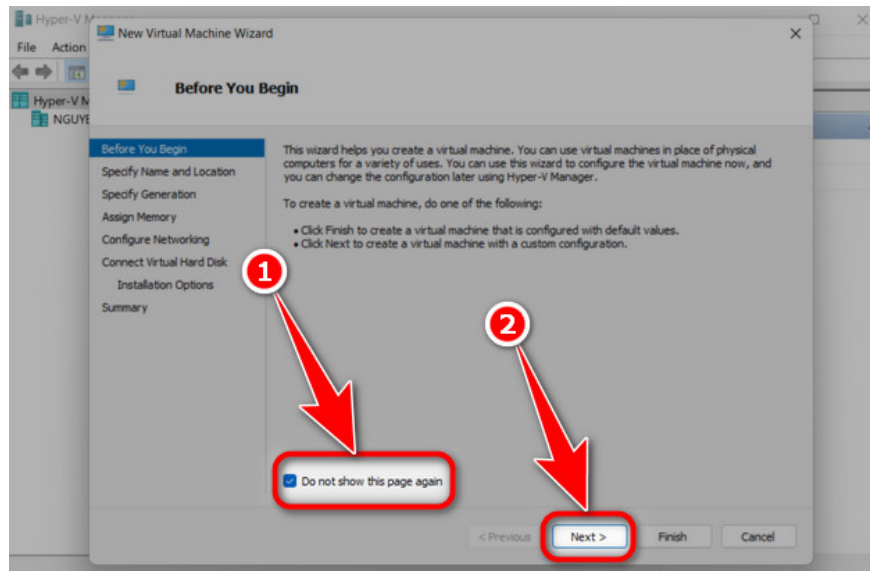 Hyper-V M
New Virtual Machine Wizard
File Action
Before You Begin
Hyper-V M
NGUYE
Before You Begin
Specify Name and Location
Specify Generation
Assign Memory
Configure Networking
Connect Virtual Hard Disk
Installation Options
Summary
This wizard helps you create a virtual machine. You can use virtual machines in place of physical
computers for a variety of uses. You can use this wizard to configure the virtual machine now, and
you can change the configuration later using Hyper-V Manager.
To create a virtual machine, do one of the following:
• Click Finish to create a virtual machine that is configured with default values.
• Click Next to create a virtual machine with a custom configuration.
1
2
Do not show this page again
< Previous Next > Finish Cancel